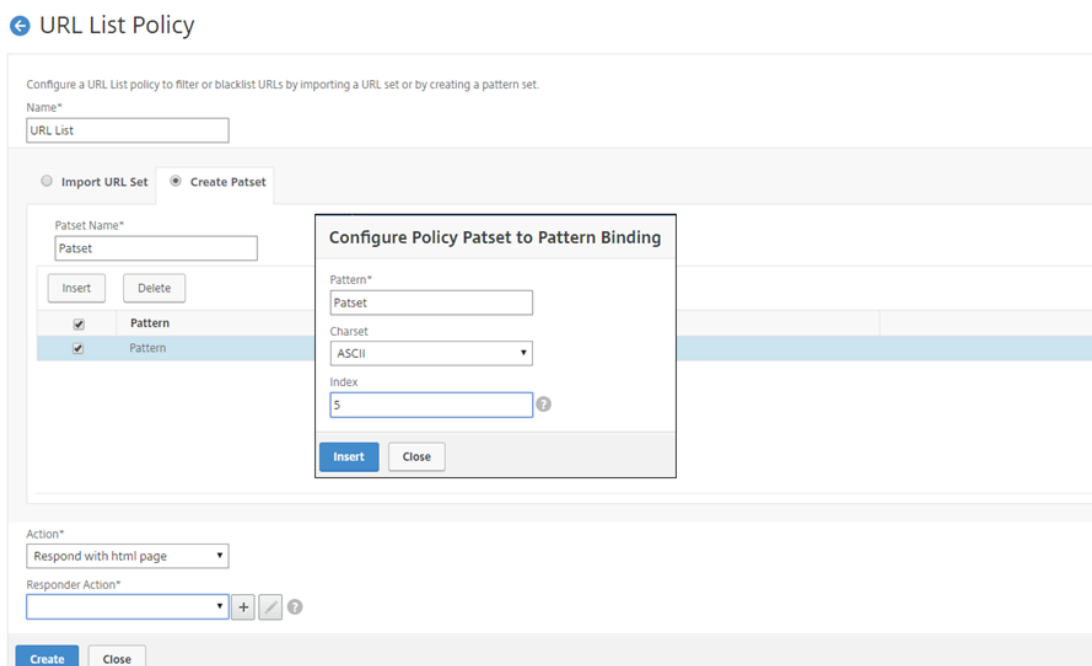 URL List Policy
Configure a URL List policy to filter or blacklist URLs by importing a URL set or by creating a pattern set.
Name*
URL List
Import URL Set Create Patset
Patset Name*
Patset
Insert Delete
Pattern
Pattern
Configure Policy Patset to Pattern Binding
Pattern*
Patset
Charset
ASCII
Index
5 ?
Insert Close
Action*
Respond with html page
Responder Action*
+ ?
Create Close